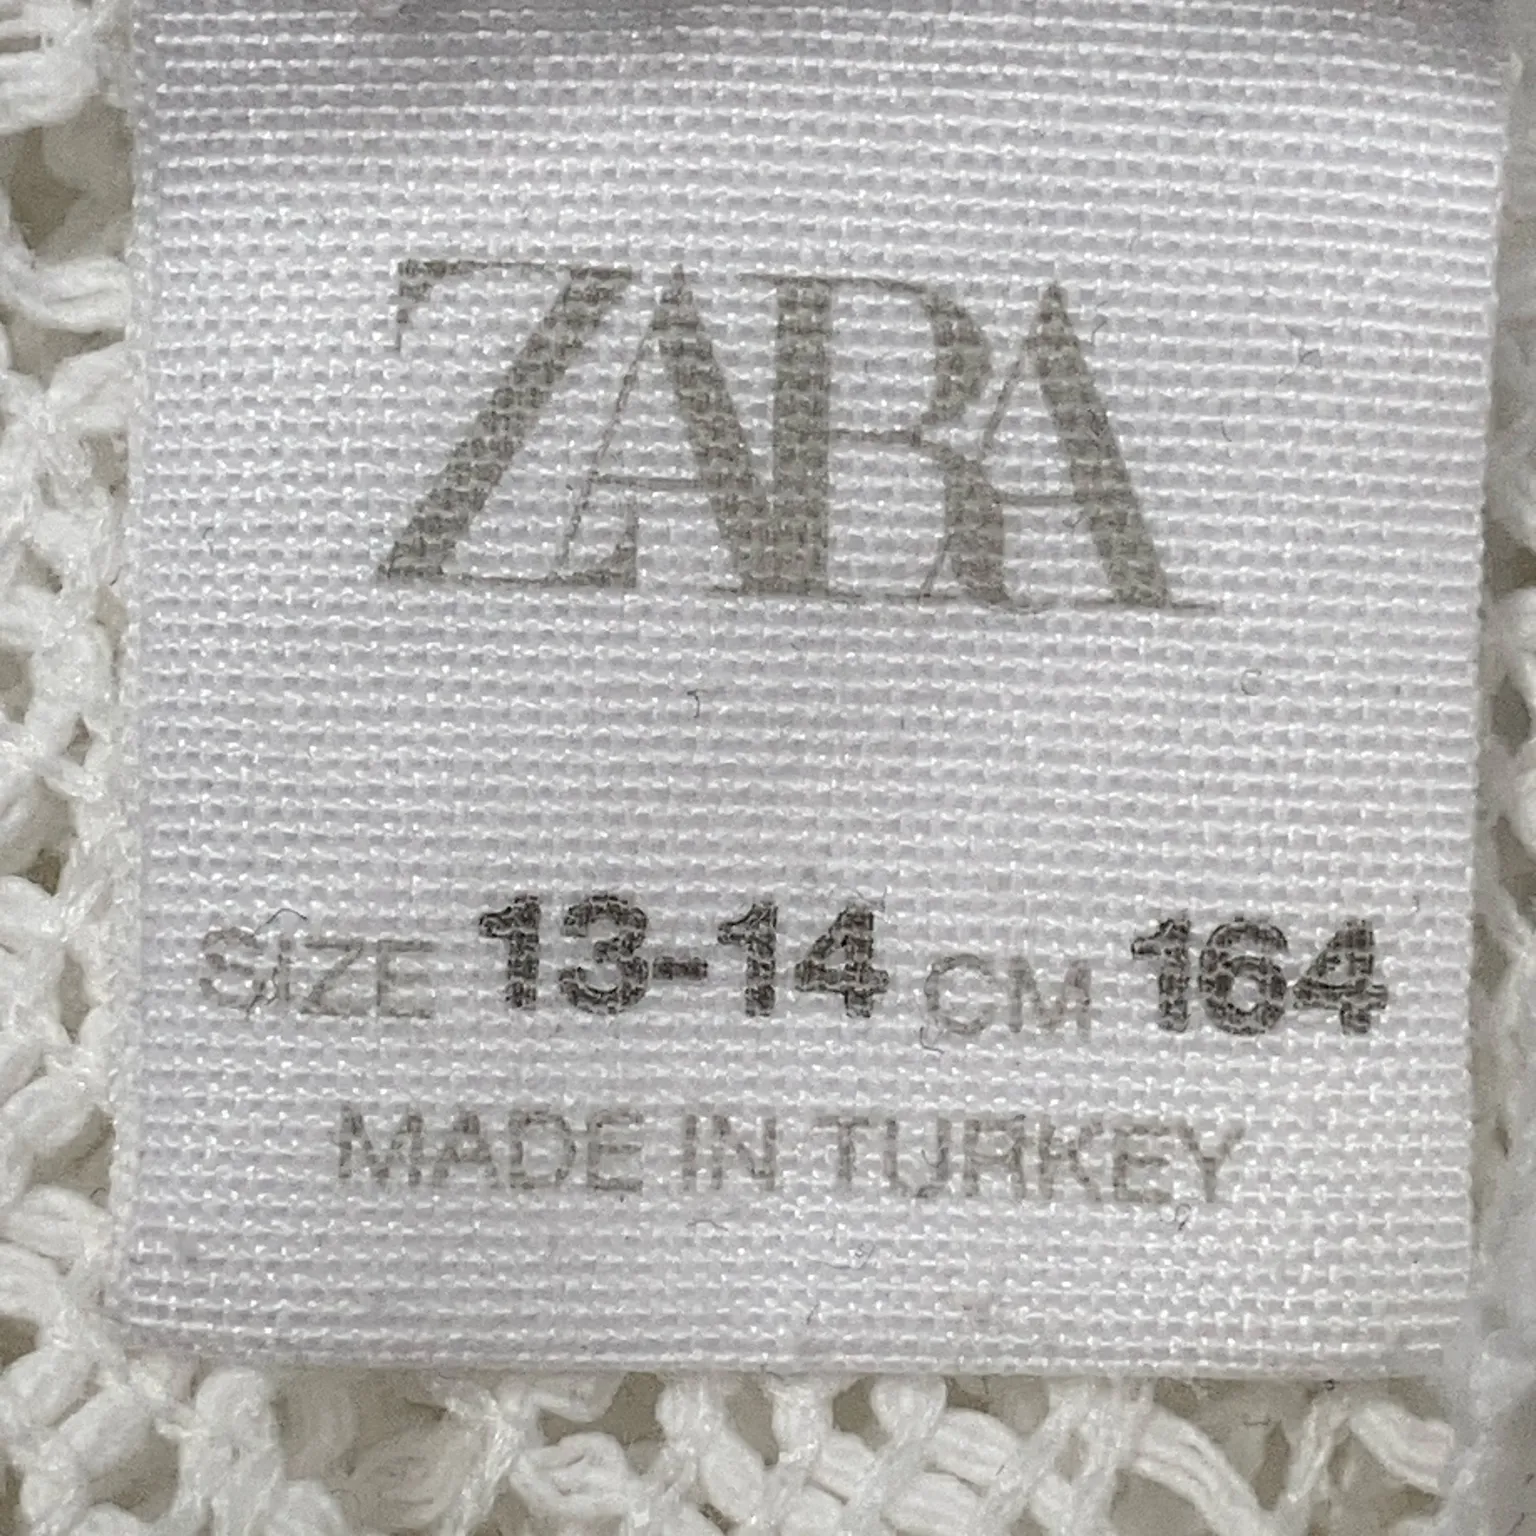 ZARA
SIZE 13-14 CM 164
MADE IN TURKEY